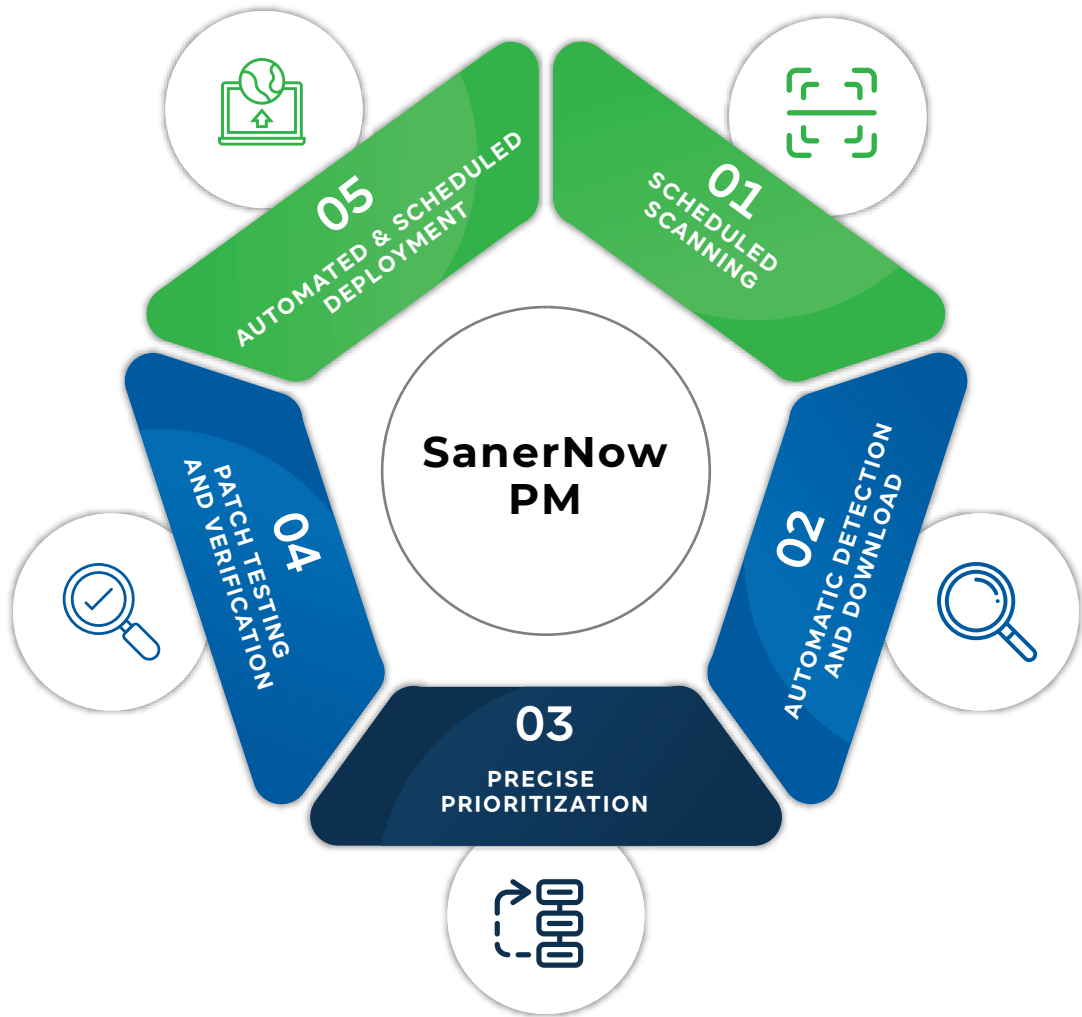 SanerNow
PM
01
SCHEDULED
SCANNING
02
AUTOMATIC DETECTION
AND DOWNLOAD
03
PRECISE
PRIORITIZATION
04
PATCH TESTING
AND VERIFICATION
05
AUTOMATED & SCHEDULED
DEPLOYMENT